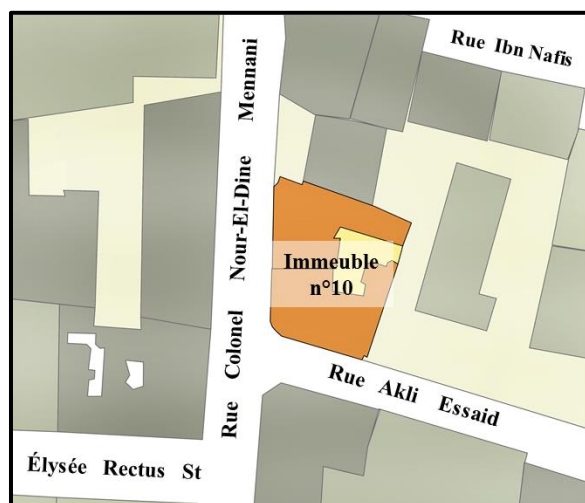 Rue Ibn Nafis
Rue Colonel Nour-El-Dine Mennani
Immeuble
n°10
Rue Akli Essaid
Élysée Rectus St